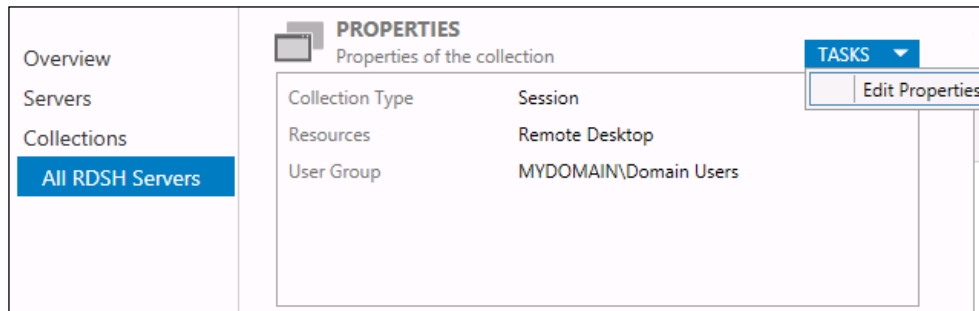 Overview
Servers
Collections
All RDSH Servers
PROPERTIES
Properties of the collection
TASKS
Edit Properties
Collection Type Session
Resources Remote Desktop
User Group MYDOMAIN\Domain Users